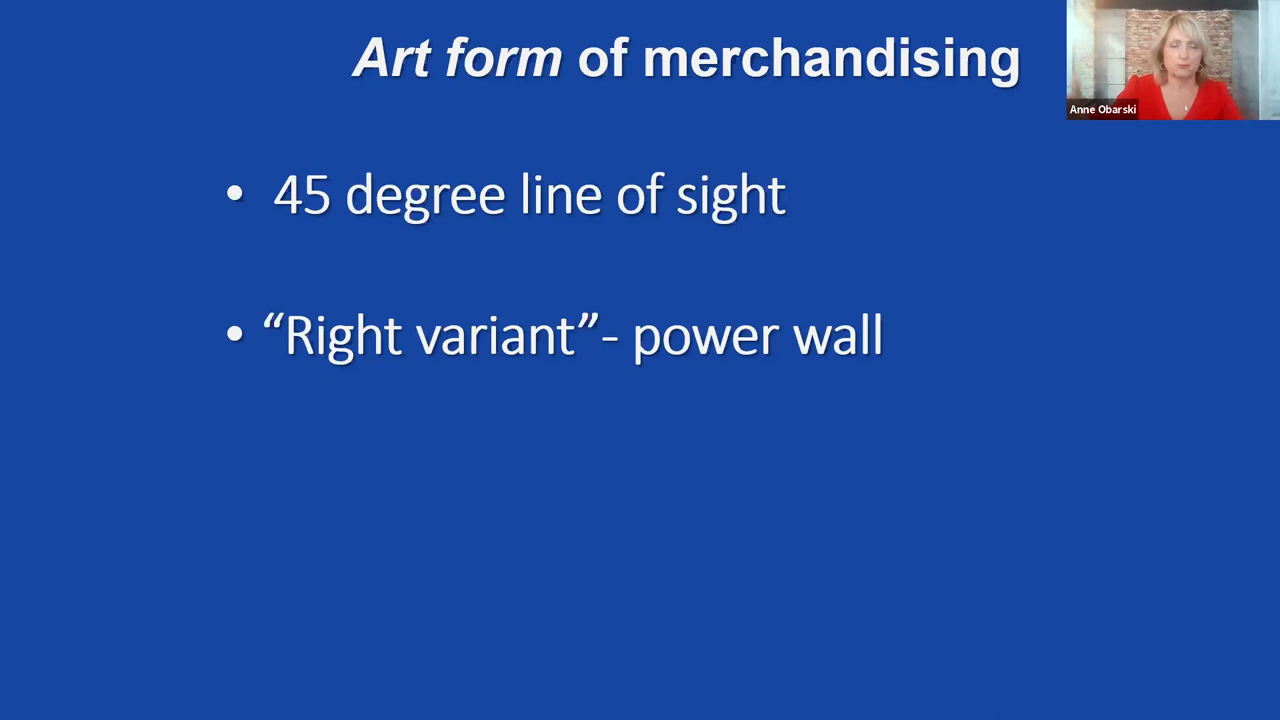 Art form of merchandising
Anne Obarski
• 45 degree line of sight
• “Right variant”- power wall